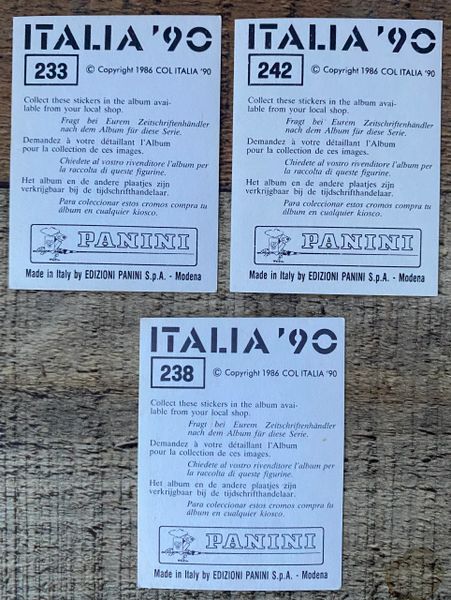 ITALIA '90
233 © Copyright 1986 COL ITALIA '90
Collect these stickers in the album avai-
lable from your local shop.
Fragt bei Eurem Zeitschriftenhändler
nach dem Album für diese Serie.
Demandez à votre détaillant l'Album
pour la collection de ces images.
Chiedete al vostro rivenditore l'album per
la raccolta di queste figurine.
Het album en de andere plaatjes zijn
verkrijgbaar bij de tijdschrifthandelaar.
Para coleccionar estos cromos compra tu
álbum en cualquier kiosco.
PANINI
Made in Italy by EDIZIONI PANINI S.p.A. - Modena
ITALIA '90
242 © Copyright 1986 COL ITALIA '90
Collect these stickers in the album avai-
lable from your local shop.
Fragt bei Eurem Zeitschriftenhändler
nach dem Album für diese Serie.
Demandez à votre détaillant l'Album
pour la collection de ces images.
Chiedete al vostro rivenditore l'album per
la raccolta di queste figurine.
Het album en de andere plaatjes zijn
verkrijgbaar bij de tijdschrifthandelaar.
Para coleccionar estos cromos compra tu
álbum en cualquier kiosco.
PANINI
Made in Italy by EDIZIONI PANINI S.p.A. - Modena
ITALIA '90
238 © Copyright 1986 COL ITALIA '90
Collect these stickers in the album avai-
lable from your local shop.
Fragt bei Eurem Zeitschriftenhändler
nach dem Album für diese Serie.
Demandez à votre détaillant l'Album
pour la collection de ces images.
Chiedete al vostro rivenditore l'album per
la raccolta di queste figurine.
Het album en de andere plaatjes zijn
verkrijgbaar bij de tijdschrifthandelaar.
Para coleccionar estos cromos compra tu
álbum en cualquier kiosco.
PANINI
Made in Italy by EDIZIONI PANINI S.p.A. - Modena